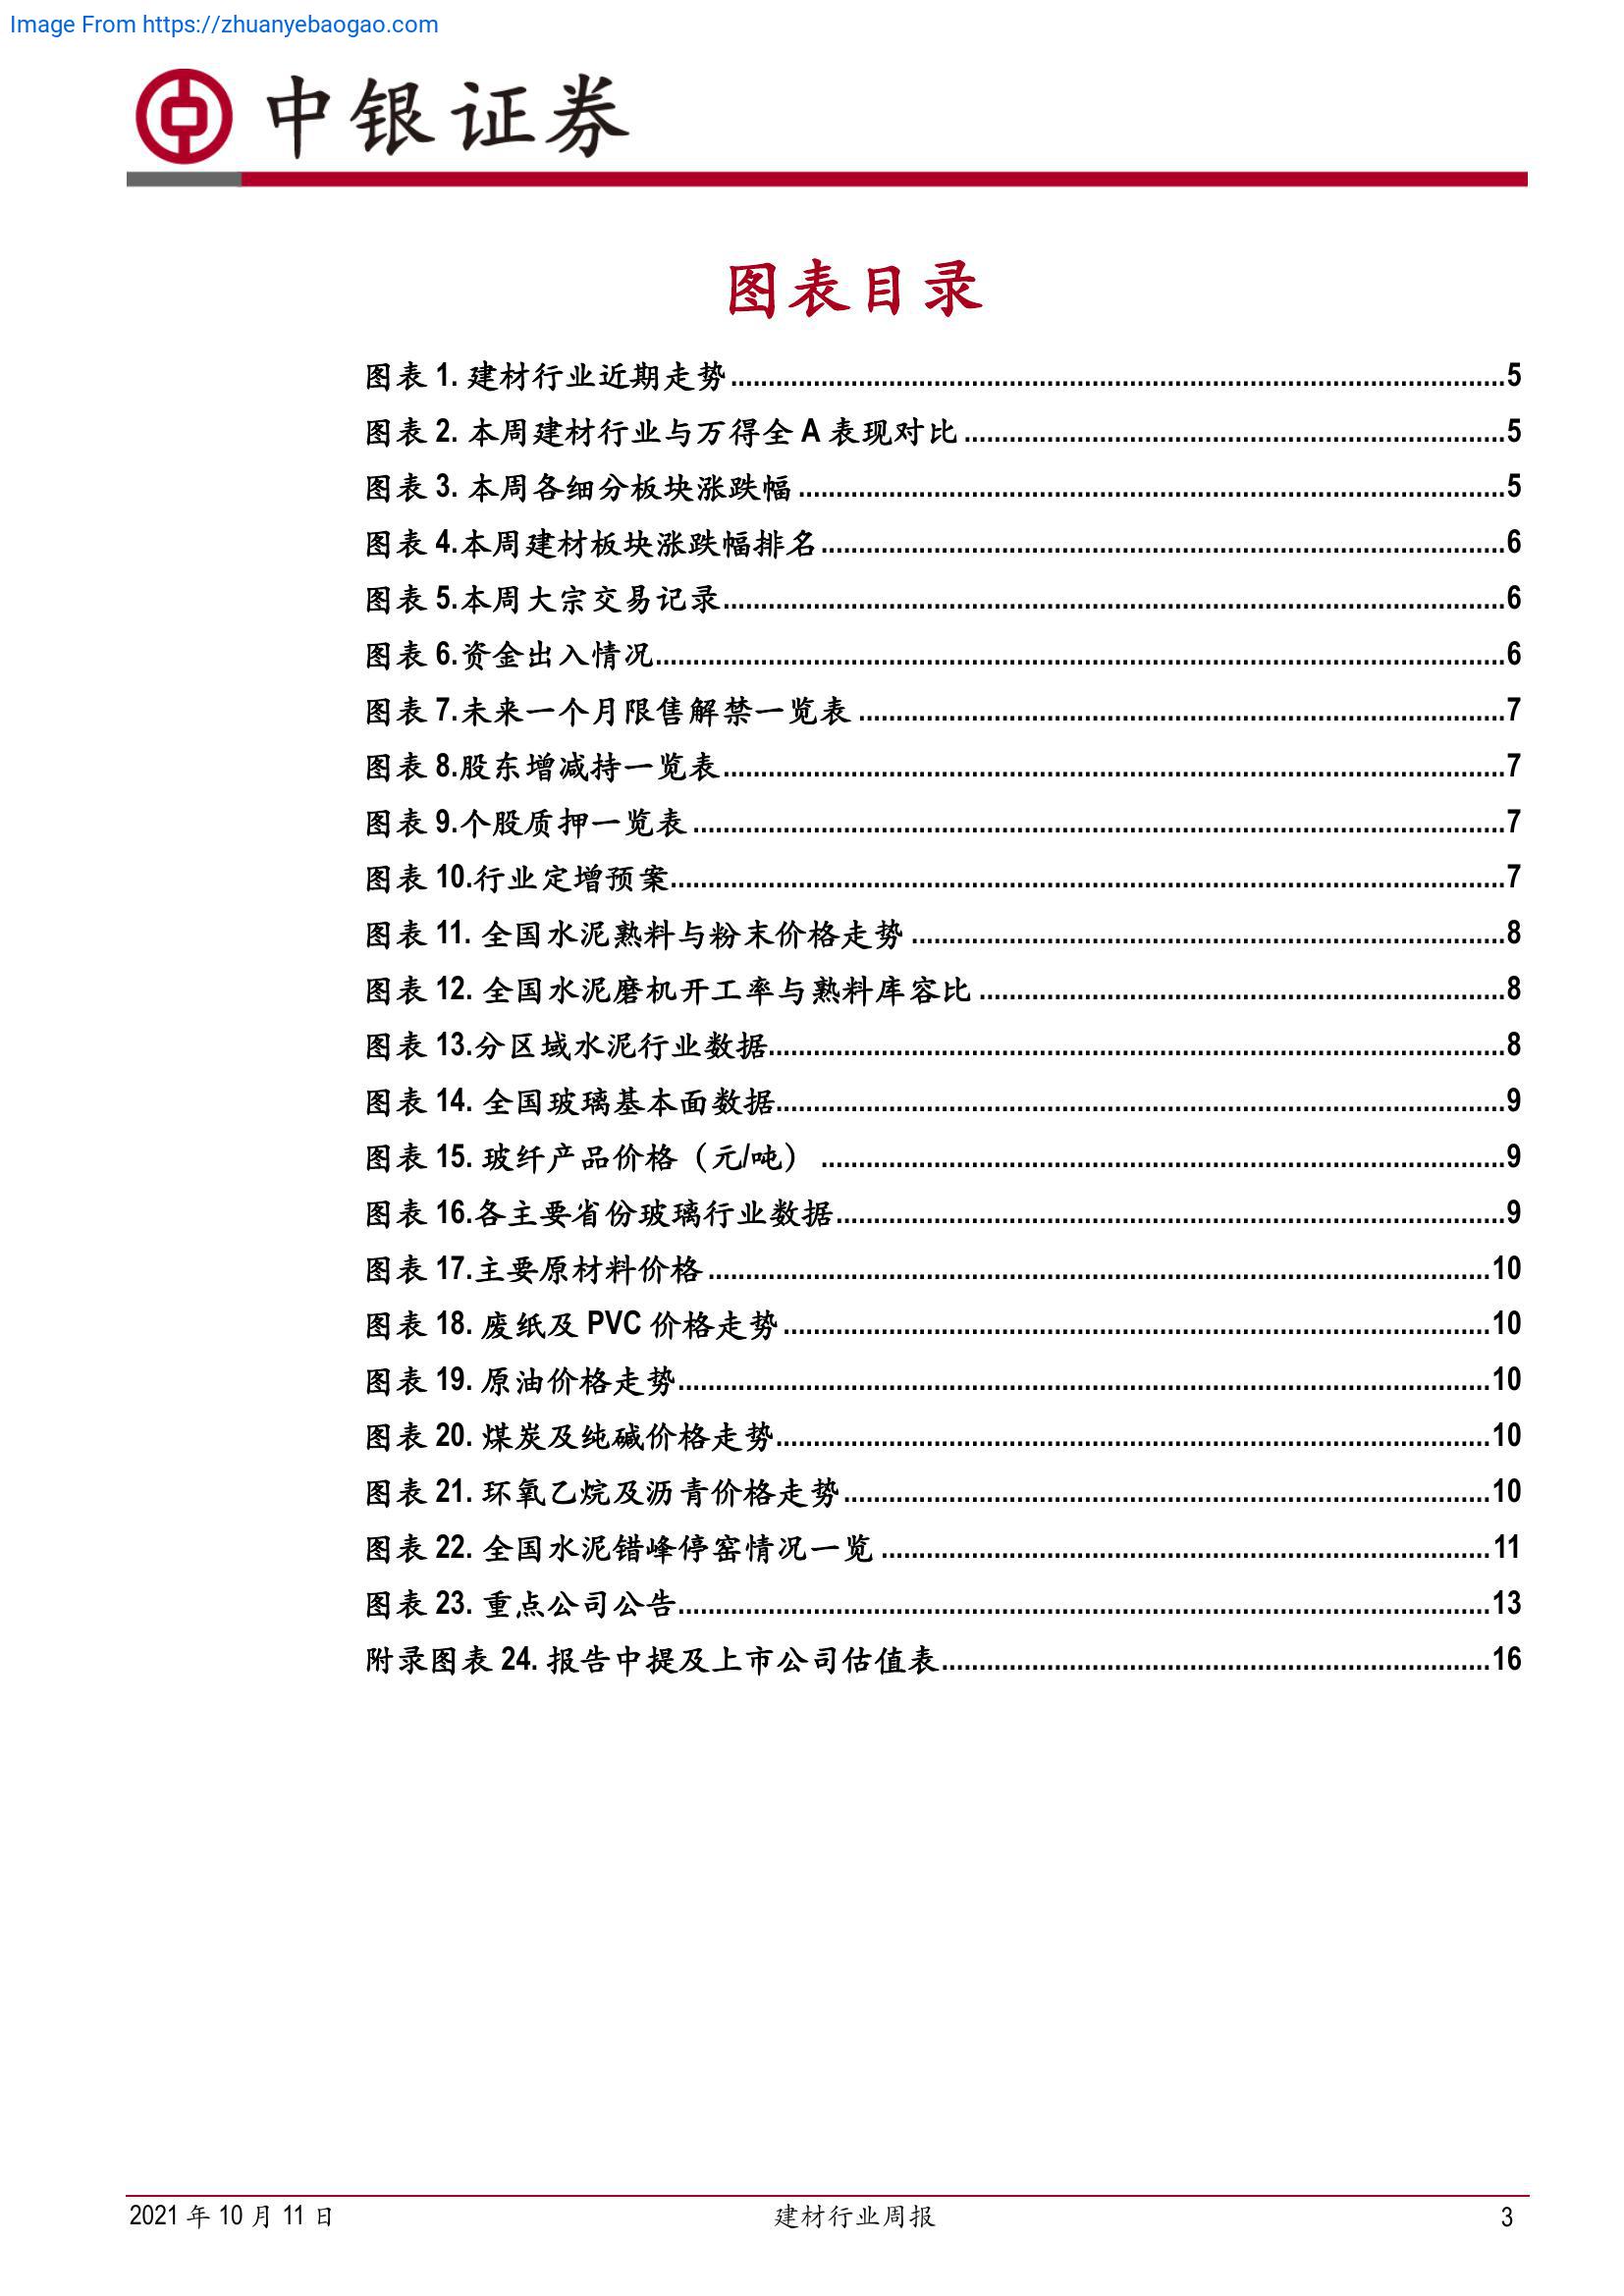 Image From https://zhuanyebaogao.com
中银证券
图表目录
图表 1. 建材行业近期走势........................................5
图表 2. 本周建材行业与万得全 A 表现对比........................................5
图表 3. 本周各细分板块涨跌幅........................................5
图表 4.本周建材板块涨跌幅排名........................................6
图表 5.本周大宗交易记录........................................6
图表 6.资金出入情况........................................6
图表 7.未来一个月限售解禁一览表........................................7
图表 8.股东增减持一览表........................................7
图表 9.个股质押一览表........................................7
图表 10.行业定增预案........................................7
图表 11. 全国水泥熟料与粉末价格走势........................................8
图表 12. 全国水泥磨机开工率与熟料库容比........................................8
图表 13.分区域水泥行业数据........................................8
图表 14. 全国玻璃基本面数据........................................9
图表 15. 玻纤产品价格（元/吨）........................................9
图表 16.各主要省份玻璃行业数据........................................9
图表 17.主要原材料价格........................................10
图表 18. 废纸及 PVC 价格走势........................................10
图表 19. 原油价格走势........................................10
图表 20. 煤炭及纯碱价格走势........................................10
图表 21. 环氧乙烷及沥青价格走势........................................10
图表 22. 全国水泥错峰停窑情况一览........................................11
图表 23. 重点公司公告........................................13
附录图表 24. 报告中提及上市公司估值表........................................16
2021 年 10 月 11 日 建材行业周报 3